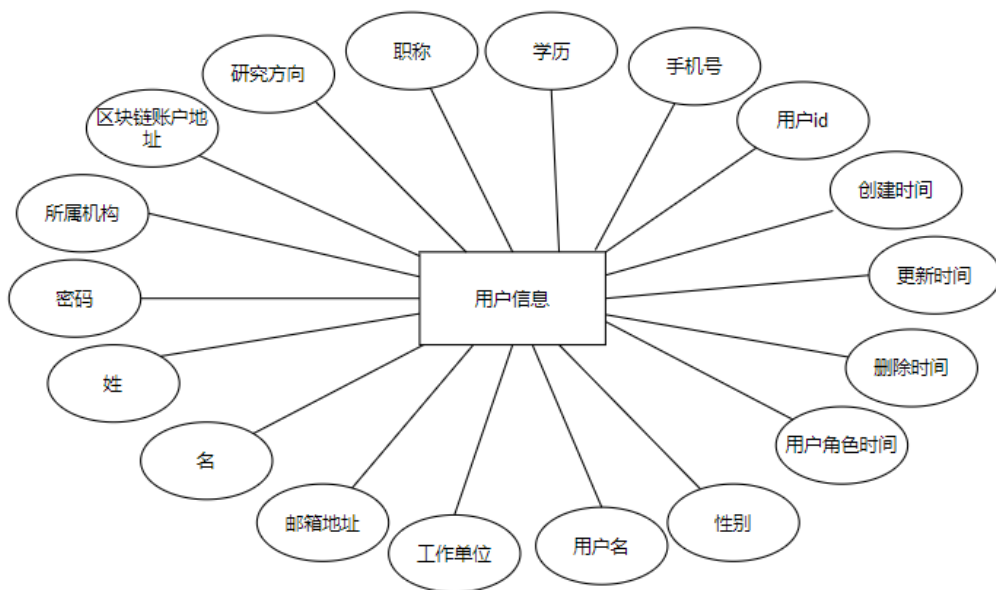 职称
学历
手机号
研究方向
用户id
区块链账户地
址
创建时间
所属机构
更新时间
用户信息
密码
删除时间
姓
用户角色时间
名
邮箱地址
性别
用户名
工作单位